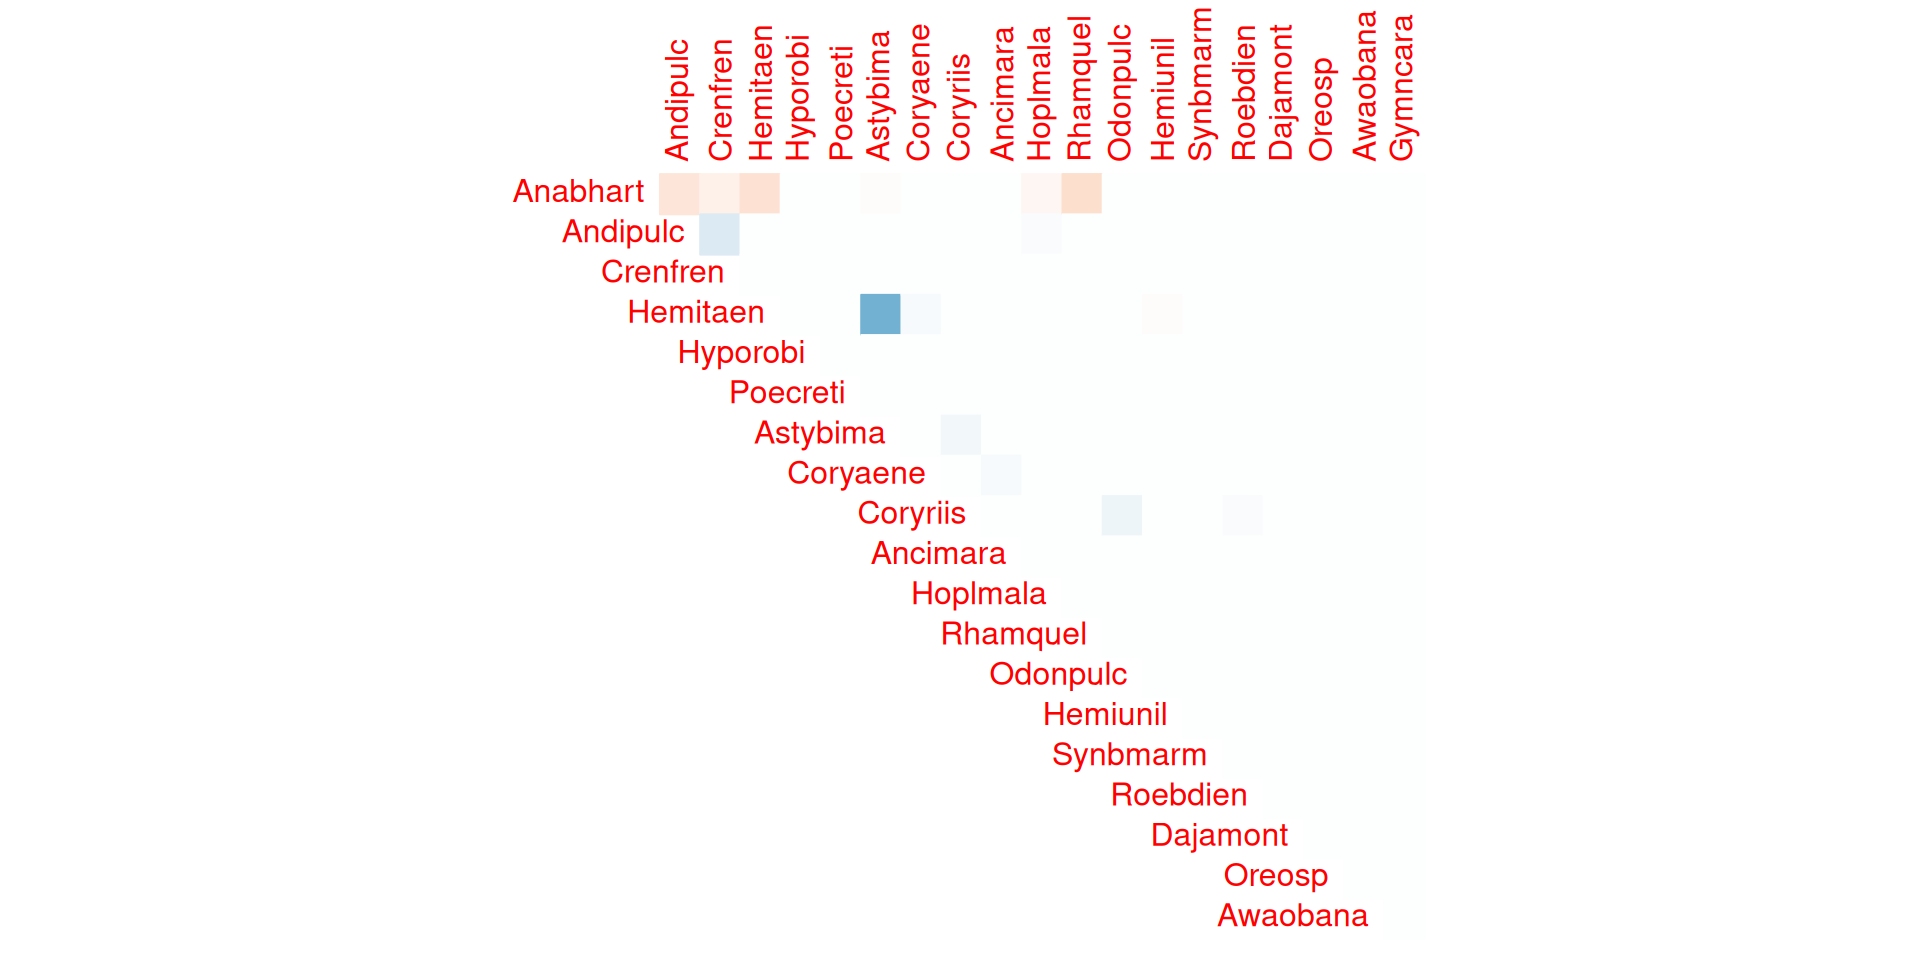 Andipulc
Crenfren
Hemitaen
Hyporobi
Poecreti
Astybima
Coryaene
Coryriis
Ancimara
Hoplmala
Rhamquel
Odonpulc
Hemiunil
Synbmarm
Roebdien
Dajamont
Oreosp
Awaobana
Gymncara
Anabhart
Andipulc
Crenfren
Hemitaen
Hyporobi
Poecreti
Astybima
Coryaene
Coryriis
Ancimara
Hoplmala
Rhamquel
Odonpulc
Hemiunil
Synbmarm
Roebdien
Dajamont
Oreosp
Awaobana